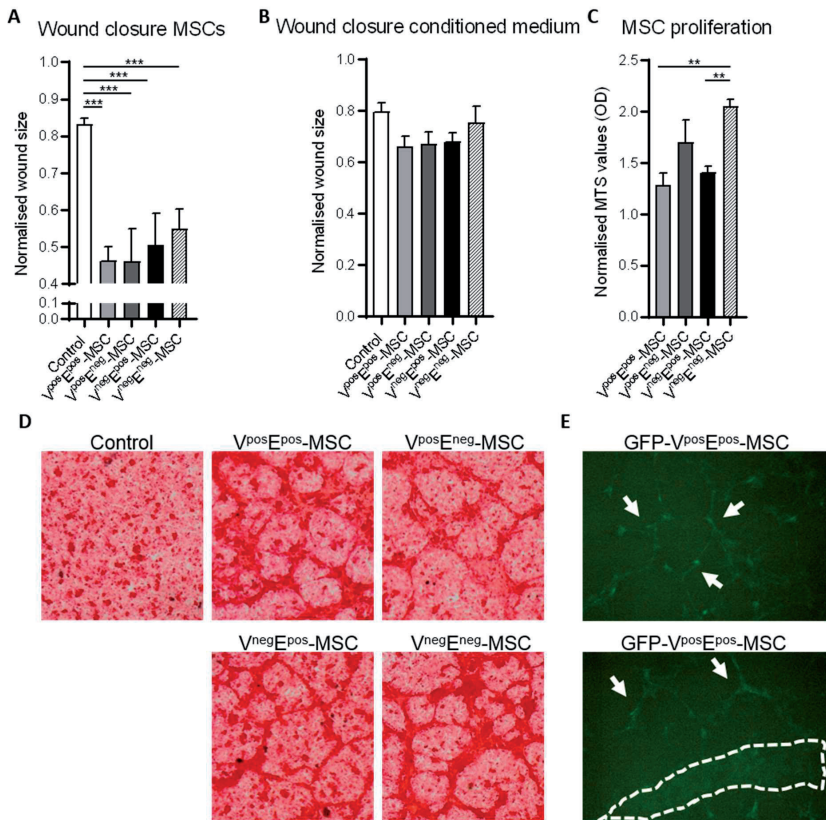 A
Wound closure MSCs
Normalised wound size
1.0
0.9
0.8
0.7
0.6
0.5
0.4
0.1
0.0
***
***
***
***
Control
VposEpos-MSC
VposEneg-MSC
VnegEpos-MSC
VnegEneg-MSC
B
Wound closure conditioned medium
Normalised wound size
1.0
0.8
0.6
0.4
0.2
0.0
Control
VposEpos-MSC
VposEneg-MSC
VnegEpos-MSC
VnegEneg-MSC
C
MSC proliferation
Normalised MTS values (OD)
2.5
2.0
1.5
1.0
0.5
0.0
**
**
VposEpos-MSC
VposEneg-MSC
VnegEpos-MSC
VnegEneg-MSC
D
Control
VposEpos-MSC
VposEneg-MSC
VnegEpos-MSC
VnegEneg-MSC
E
GFP-VposEpos-MSC
GFP-VposEpos-MSC